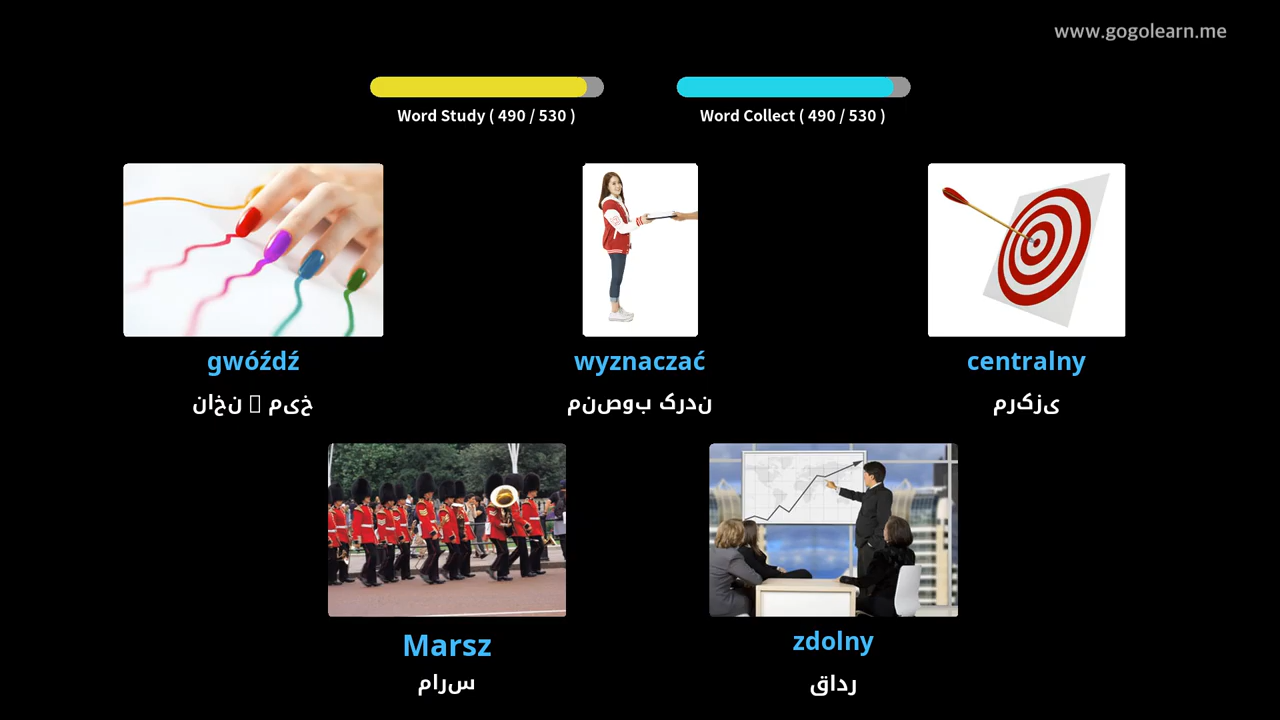 www.gogolearn.me
Word Study ( 490 / 530 )
Word Collect ( 490 / 530 )
gwóźdź
wyznaczać
centralny
ناخن میخ
منصوب کردن
مرکزی
Marsz
zdolny
مارس
قادر